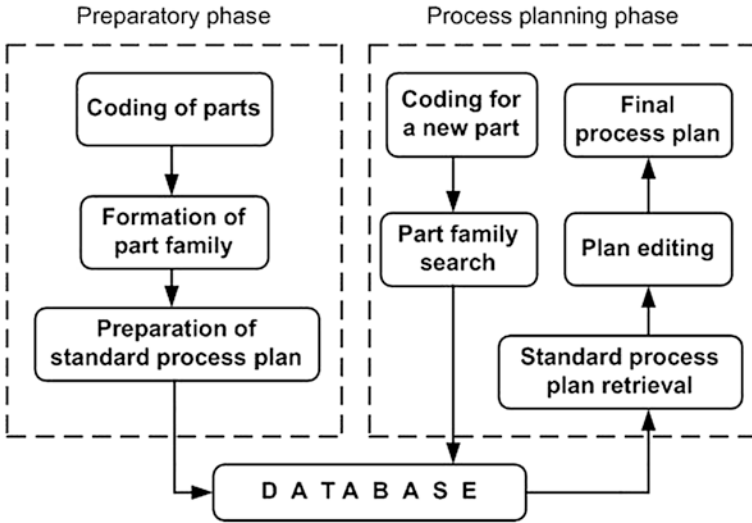 Preparatory phase
Coding of parts
Formation of
part family
Preparation of
standard process plan
Process planning phase
Coding for
a new part
Part family
search
Final
process plan
Plan editing
Standard process
plan retrieval
D A T A B A S E